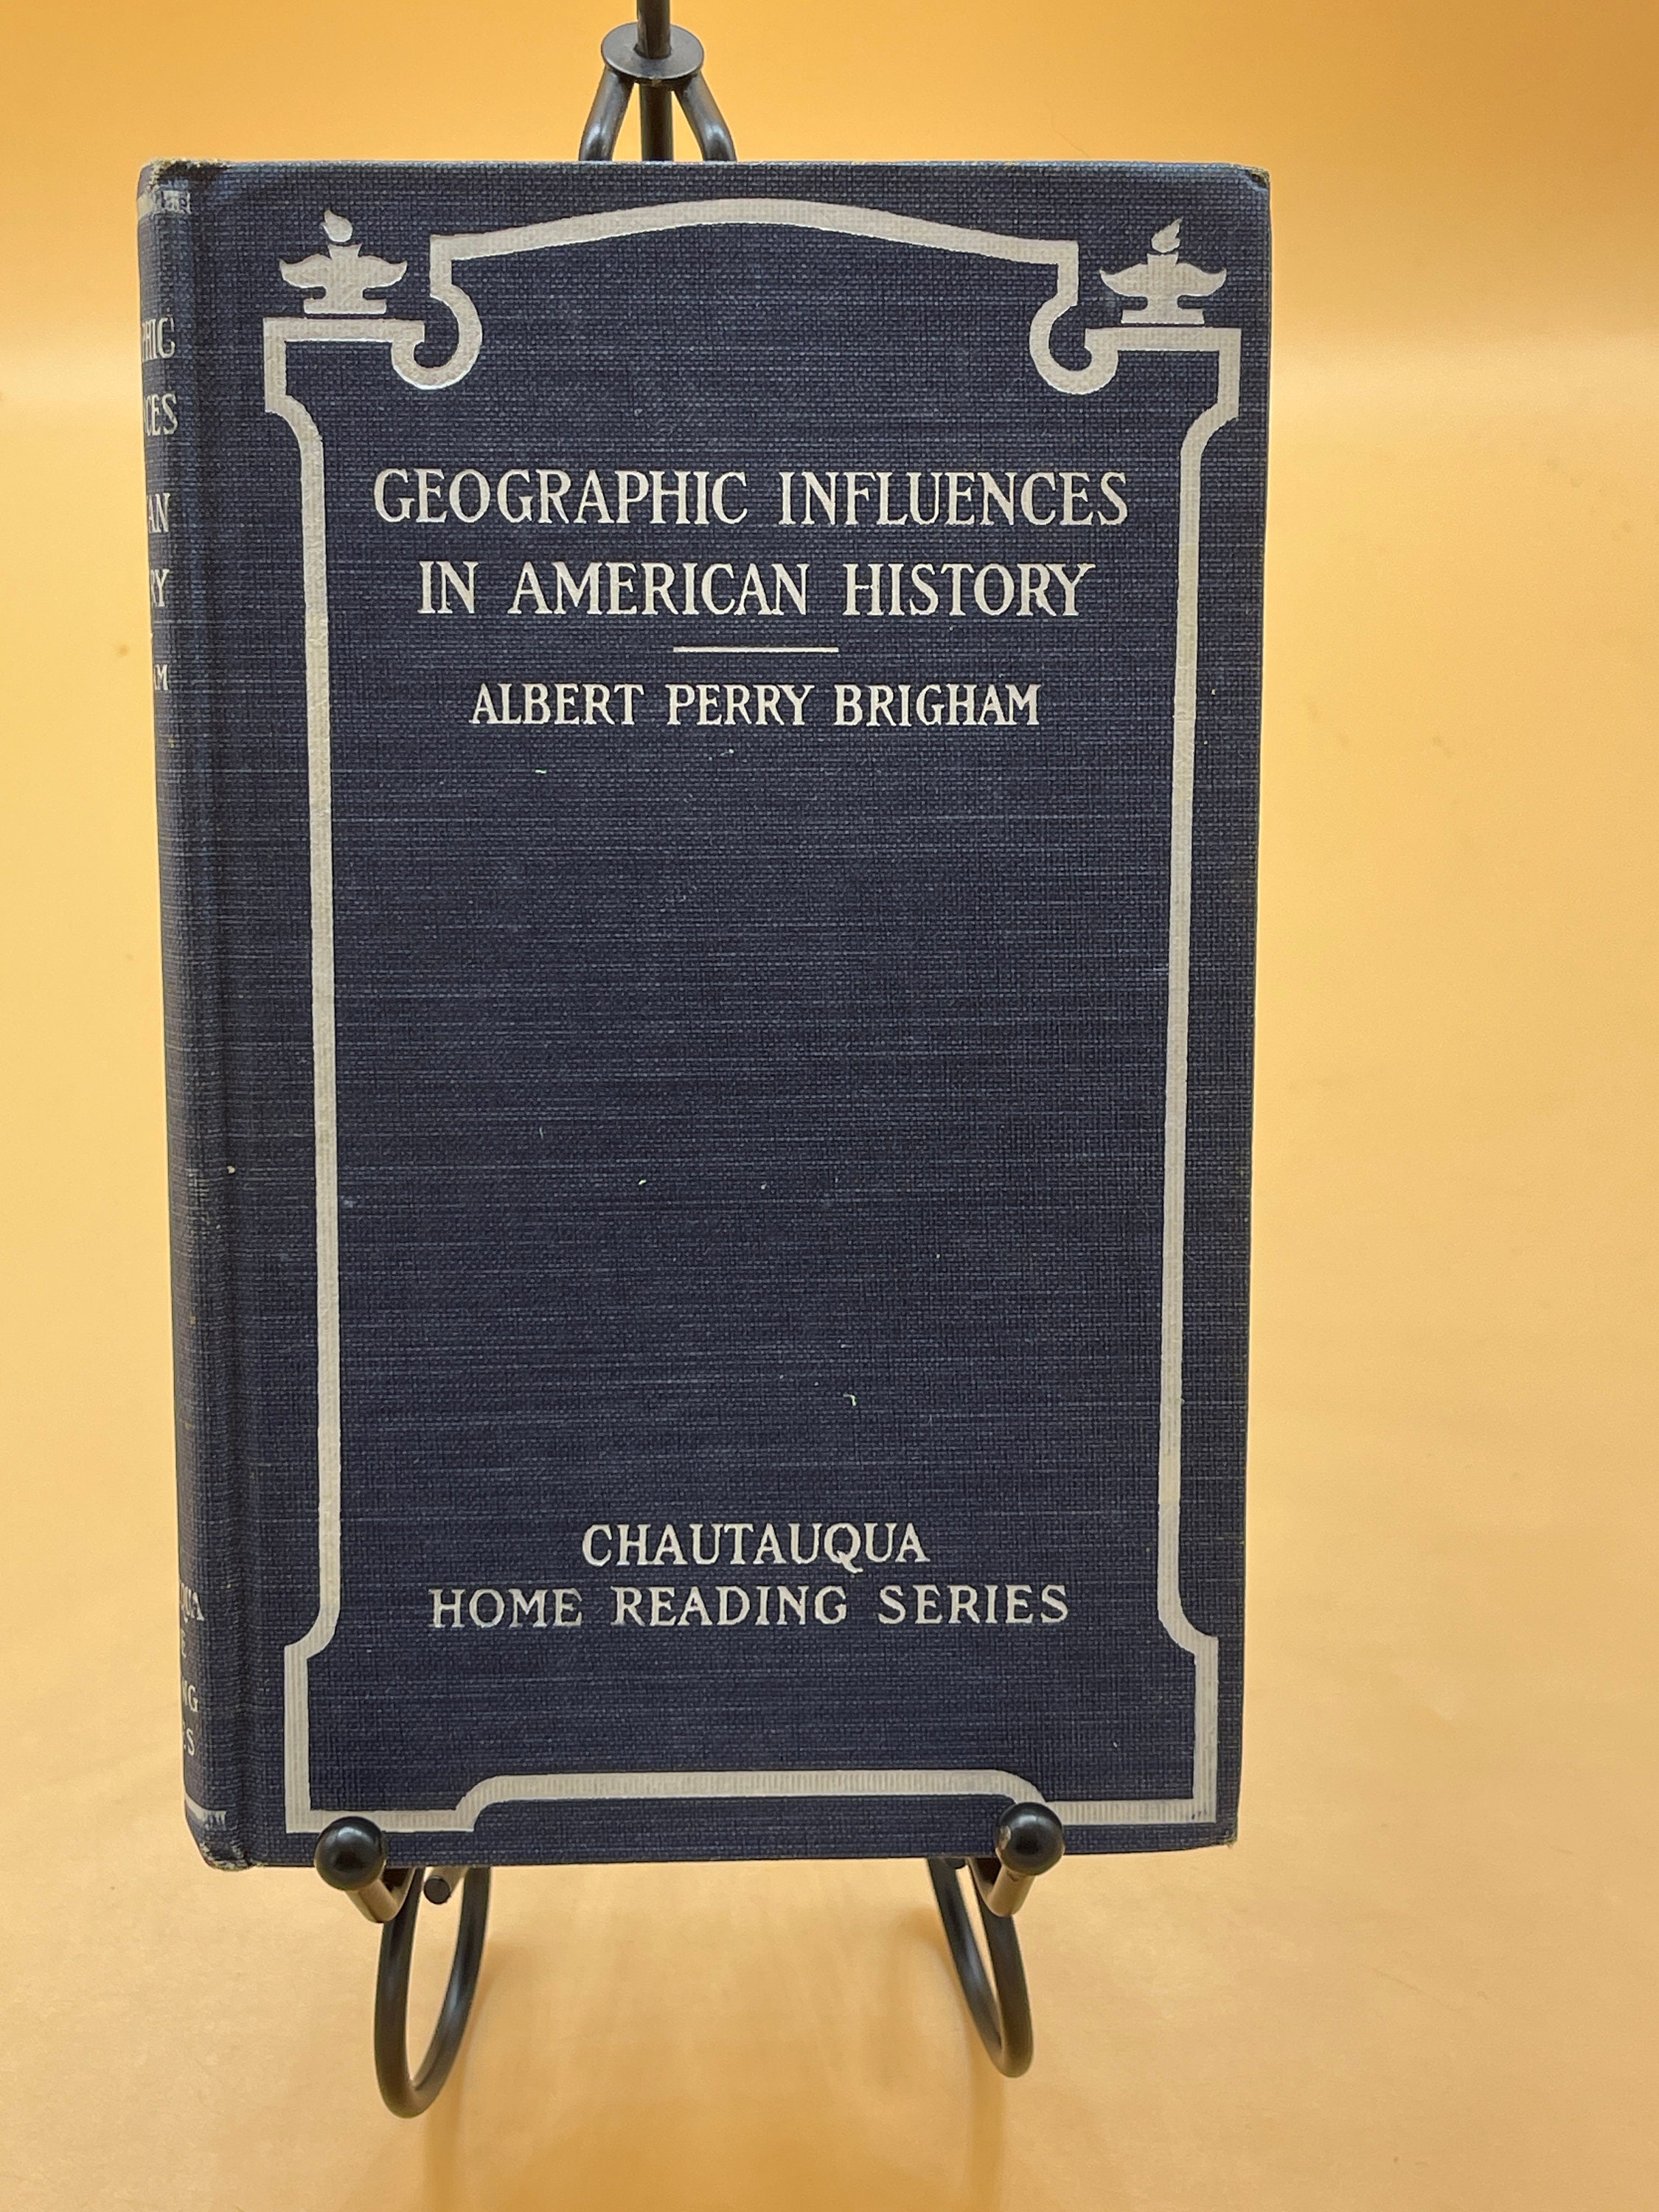 GEOGRAPHIC INFLUENCES
IN AMERICAN HISTORY
ALBERT PERRY BRIGHAM
CHAUTAUQUA
HOME READING SERIES